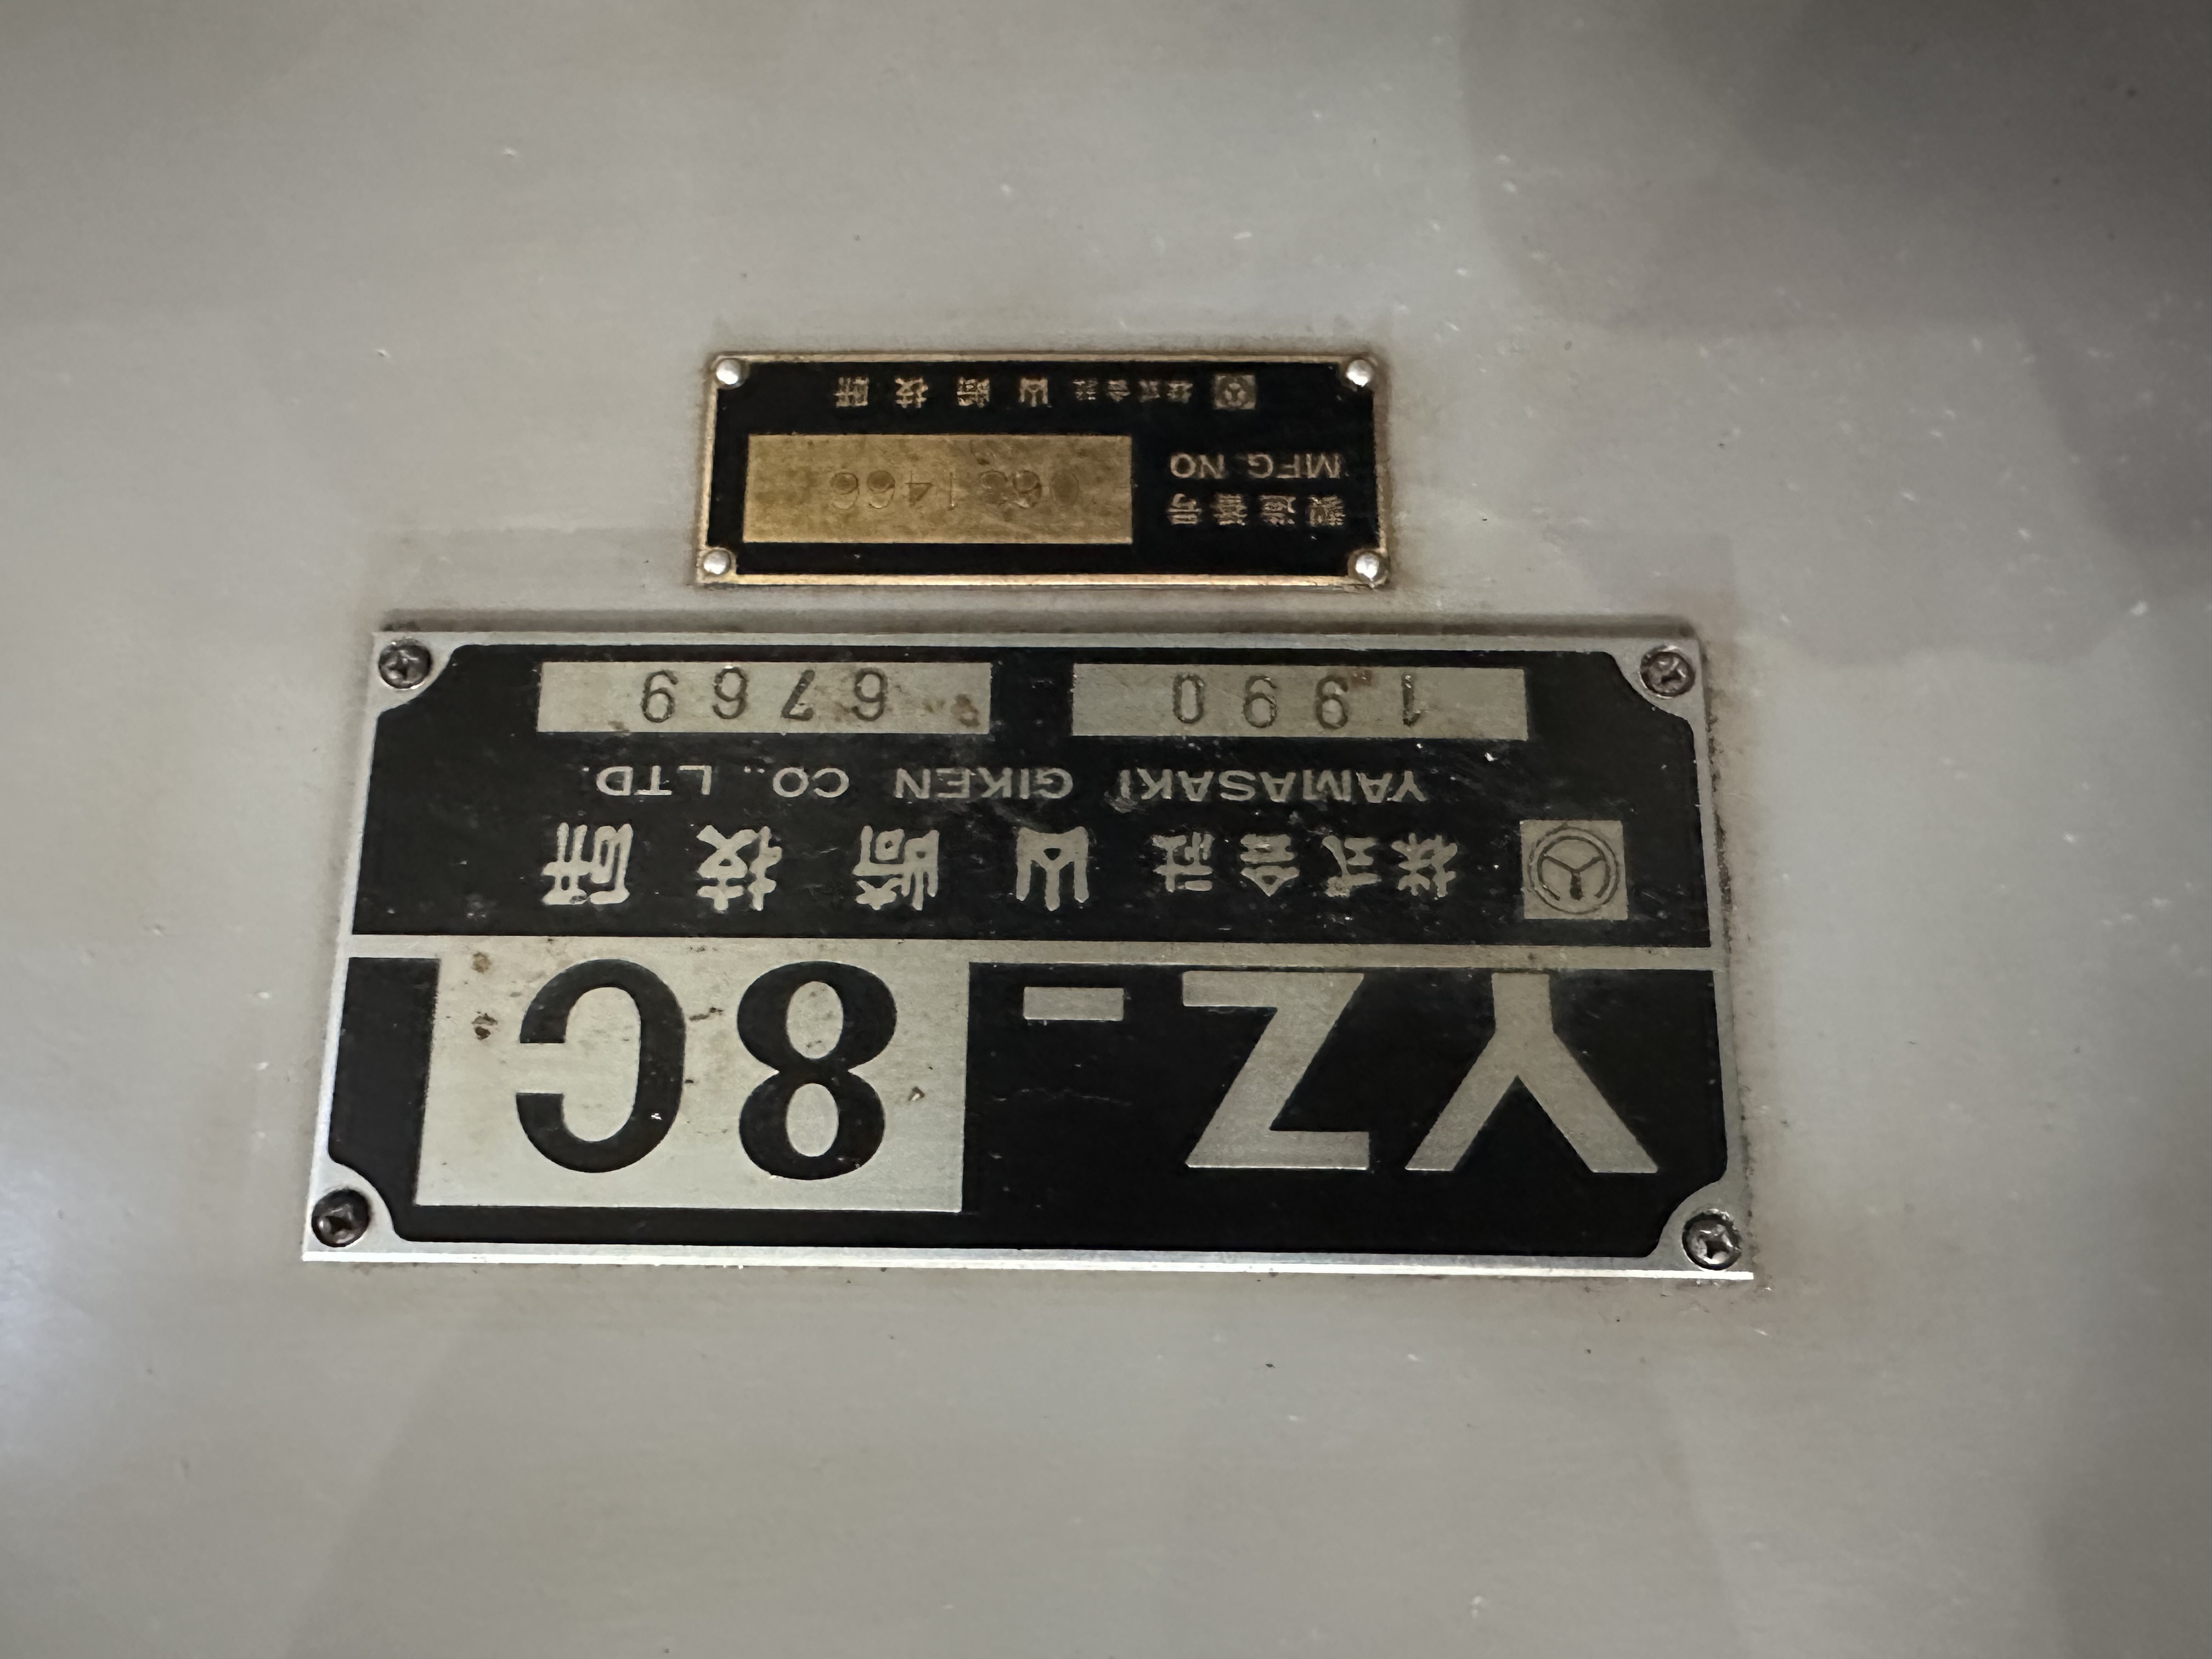 YZ-8C
株式会社 山崎技研
YAMASAKI GIKEN CO., LTD.
1990 6769
製造番号
MFG.NO
株式会社 山崎技研